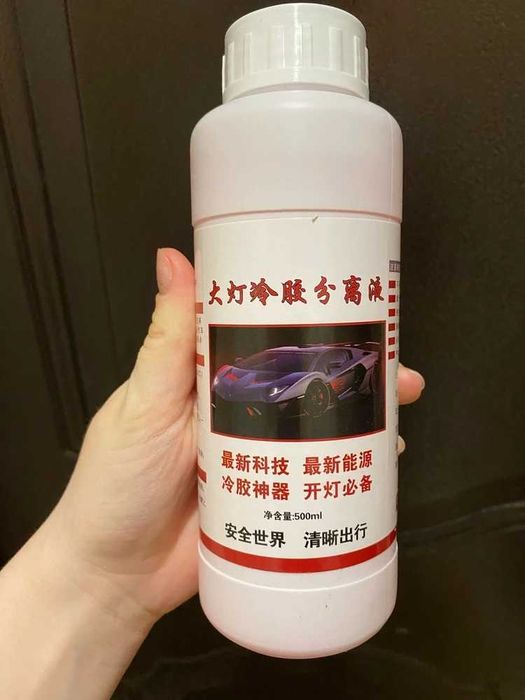 大灯冷胶分离液
最新科技 最新能源
冷胶神器 开灯必备
净含量:500ml
安全世界 清晰出行